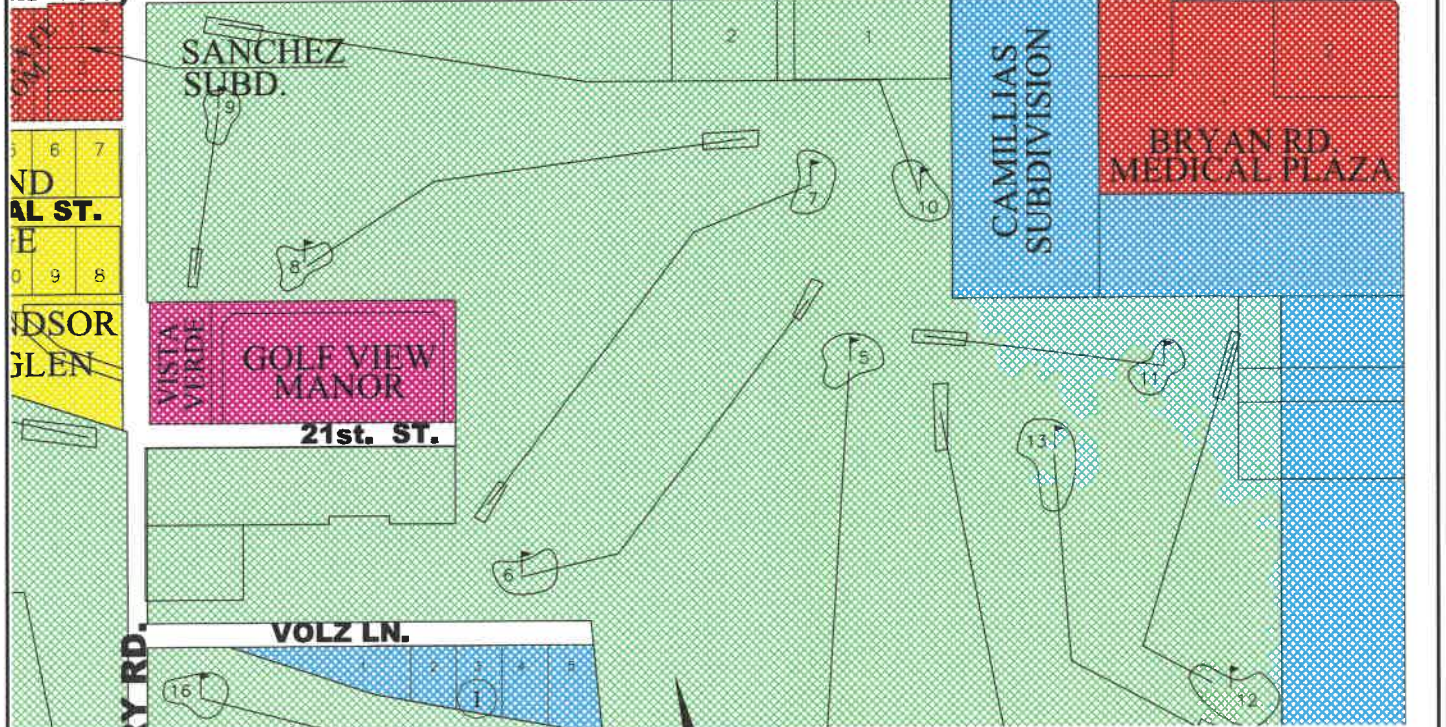 SANCHEZ
SUBD.
2
1
CAMILLIAS
SUBDIVISION
BRYAN RD.
MEDICAL PLAZA
9
6 7
ND
AL ST.
E
9 8
NDSOR
GLEN
7
10
8
VISTA
VERDE
GOLF VIEW
MANOR
21st. ST.
5
11
13
6
VOLZ LN.
RY RD.
1 2 3 4 5
1
16
12